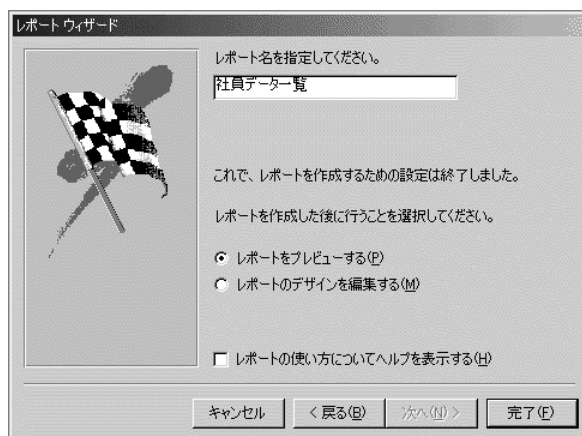 レポート ウィザード
レポート名を指定してください。
社員データ一覧
これで、レポートを作成するための設定は終了しました。
レポートを作成した後に行うことを選択してください。
レポートをプレビューする(P)
レポートのデザインを編集する(M)
レポートの使い方についてヘルプを表示する(H)
キャンセル
< 戻る(B)
次へ(N) >
完了(F)